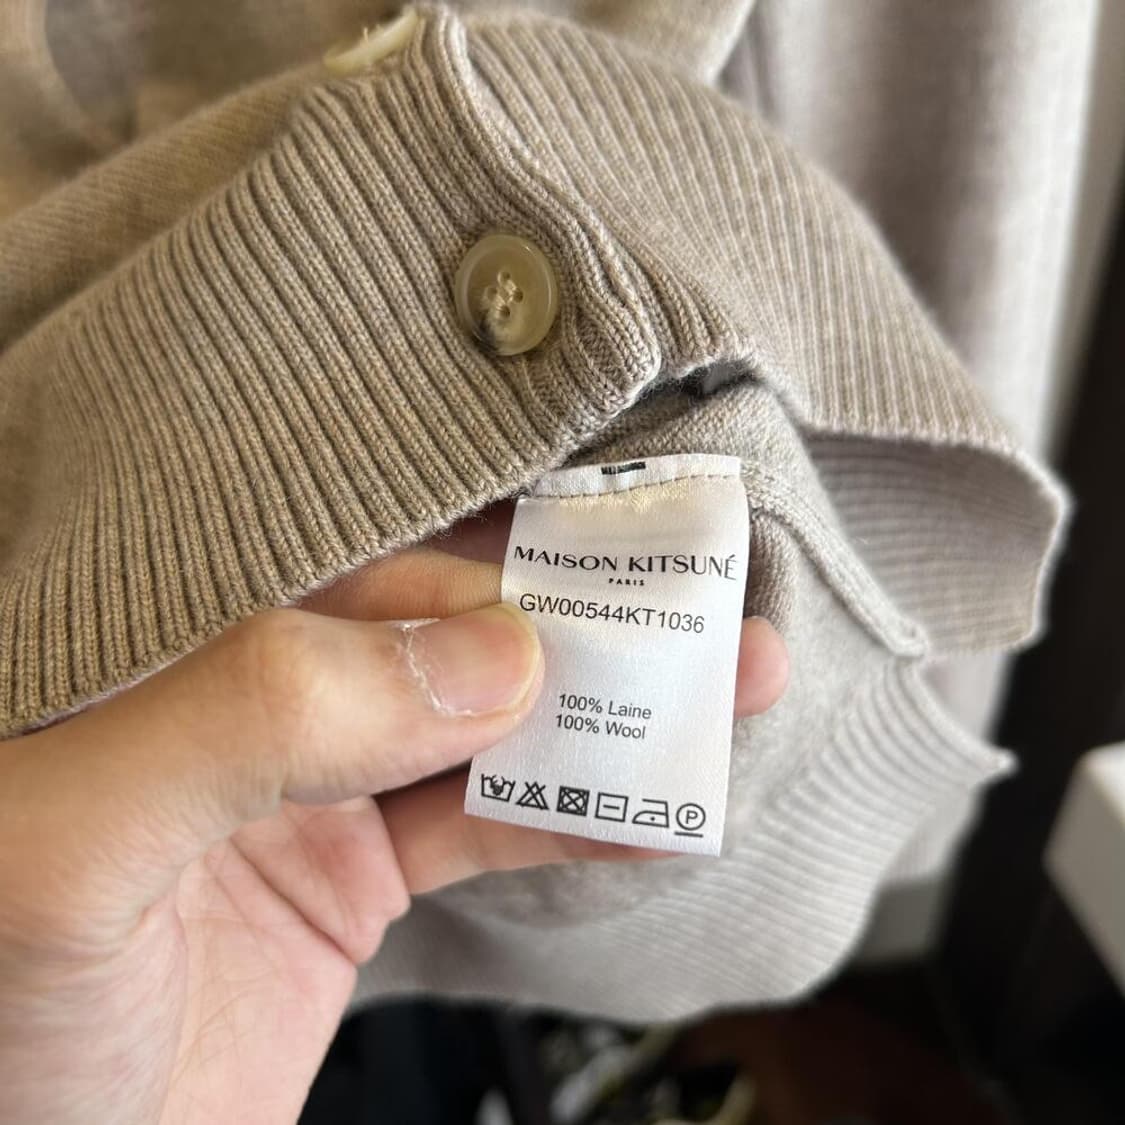 MAISON KITSUNÉ
PARIS
GW00544KT1036
100% Laine
100% Wool
P